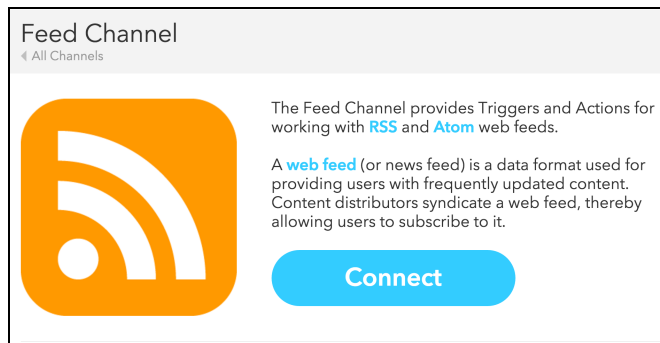 Feed Channel
All Channels
The Feed Channel provides Triggers and Actions for
working with RSS and Atom web feeds.
A web feed (or news feed) is a data format used for
providing users with frequently updated content.
Content distributors syndicate a web feed, thereby
allowing users to subscribe to it.
Connect